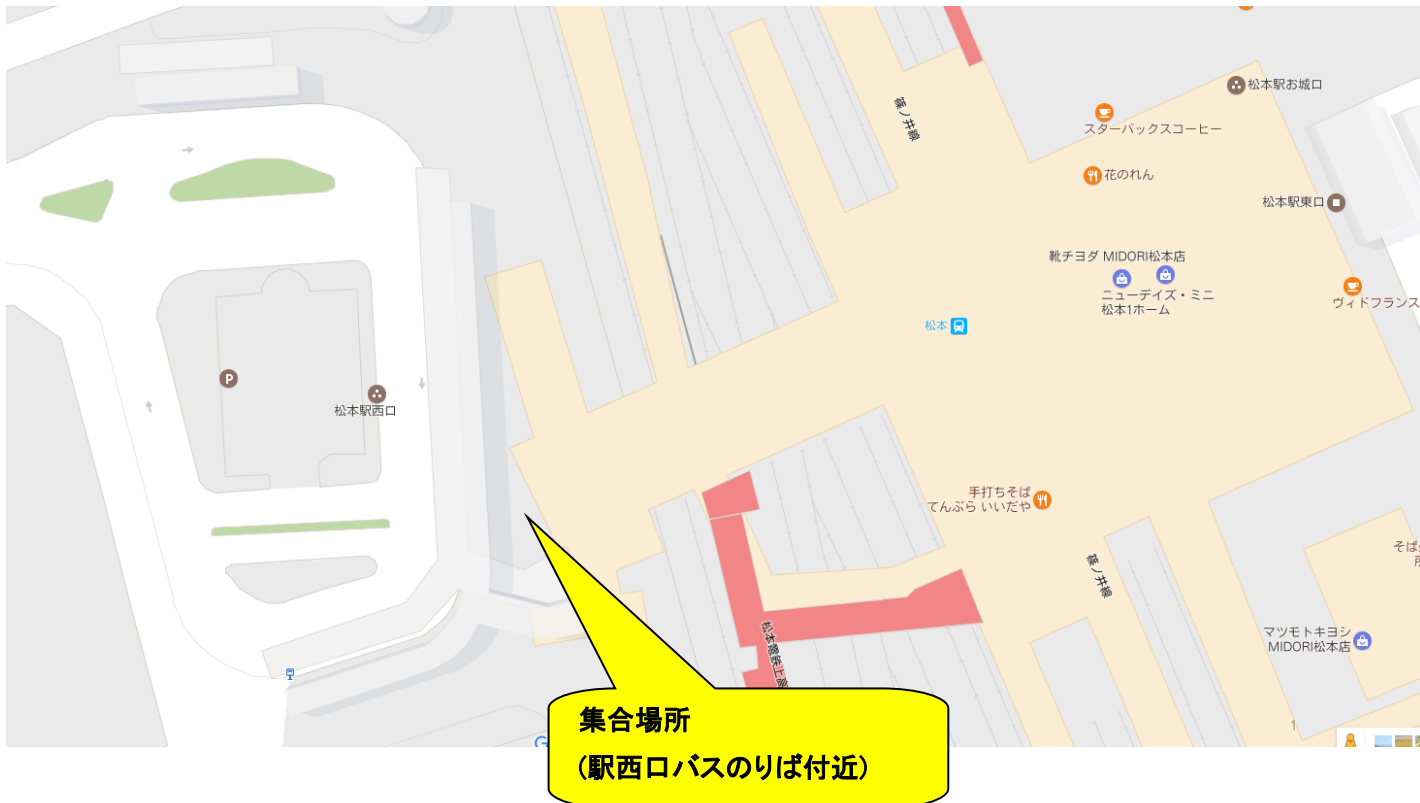 松本駅お城口
スターバックスコーヒー
篠ノ井線
花のれん
松本駅東口
靴チヨダ MIDORI松本店
ニューデイズ・ミニ
松本1ホーム
ヴィドフランス
松本
P
松本駅西口
手打ちそば
てんぷら いいだや
篠ノ井線
そば
マツモトキヨシ
MIDORI松本店
松本電鉄上高
集合場所
(駅西口バスのりば付近)
G
1